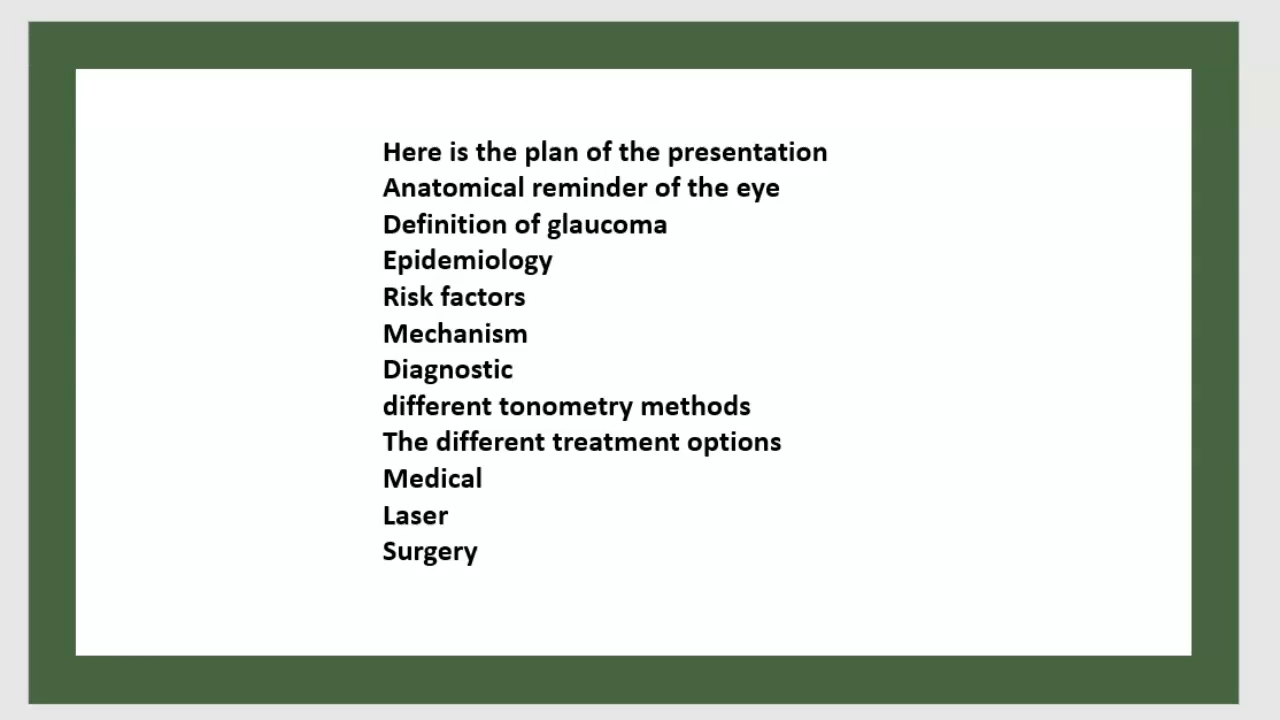 Here is the plan of the presentation
Anatomical reminder of the eye
Definition of glaucoma
Epidemiology
Risk factors
Mechanism
Diagnostic
different tonometry methods
The different treatment options
Medical
Laser
Surgery